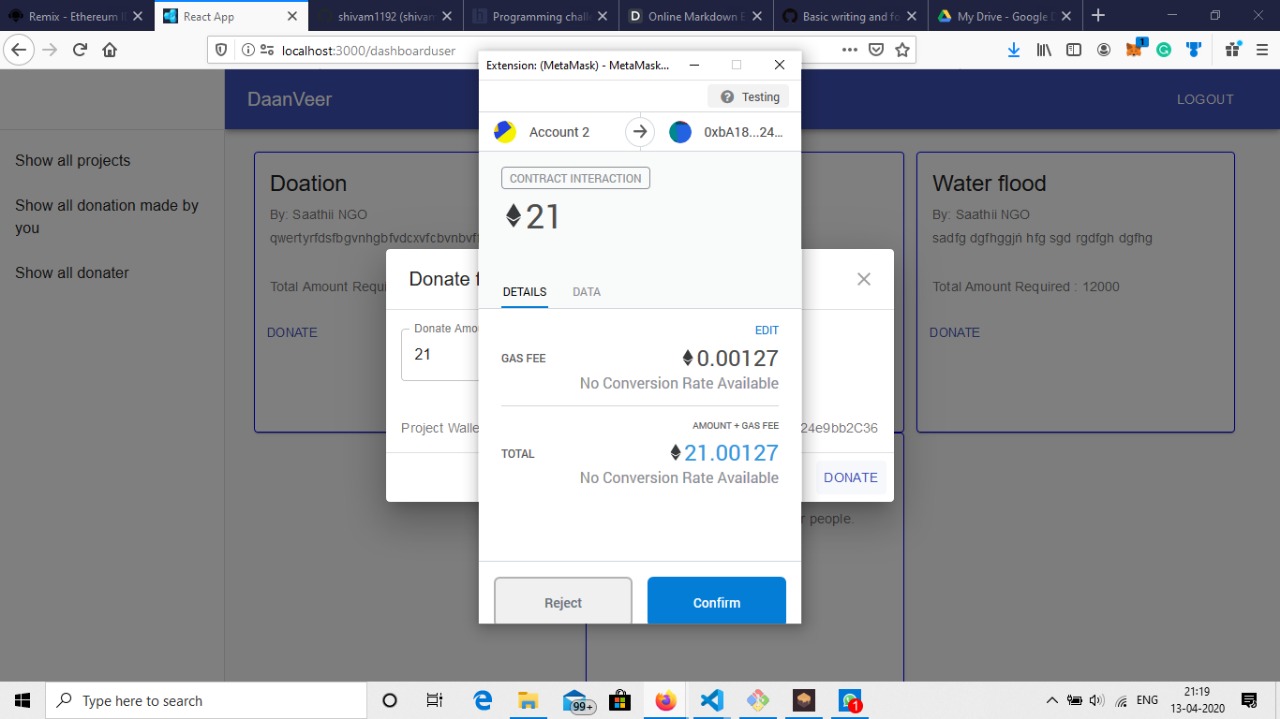 Remix - Ethereum I
React App
shivam1192 (shivam
Programming chall
Online Markdown E
Basic writing and fo
My Drive - Google D
localhost:3000/dashboarduser
1
Extension: (MetaMask) - MetaMask...
Testing
DaanVeer
LOGOUT
Account 2
0xbA18...24...
Show all projects
Show all donation made by
you
Show all donater
Doation
By: Saathii NGO
Total Amount Requi
DONATE
Water flood
By: Saathii NGO
sadfg dgfhggjń hfg sgd rgdfgh dgfhg
Total Amount Required : 12000
DONATE
CONTRACT INTERACTION
21
DETAILS
DATA
EDIT
GAS FEE
0.00127
No Conversion Rate Available
AMOUNT + GAS FEE
TOTAL
21.00127
No Conversion Rate Available
Reject
Confirm
Donate f
Donate Amo
21
Project Walle
24e9bb2C36
DONATE
r people.
Type here to search
99+
1
ENG
21:19
13-04-2020